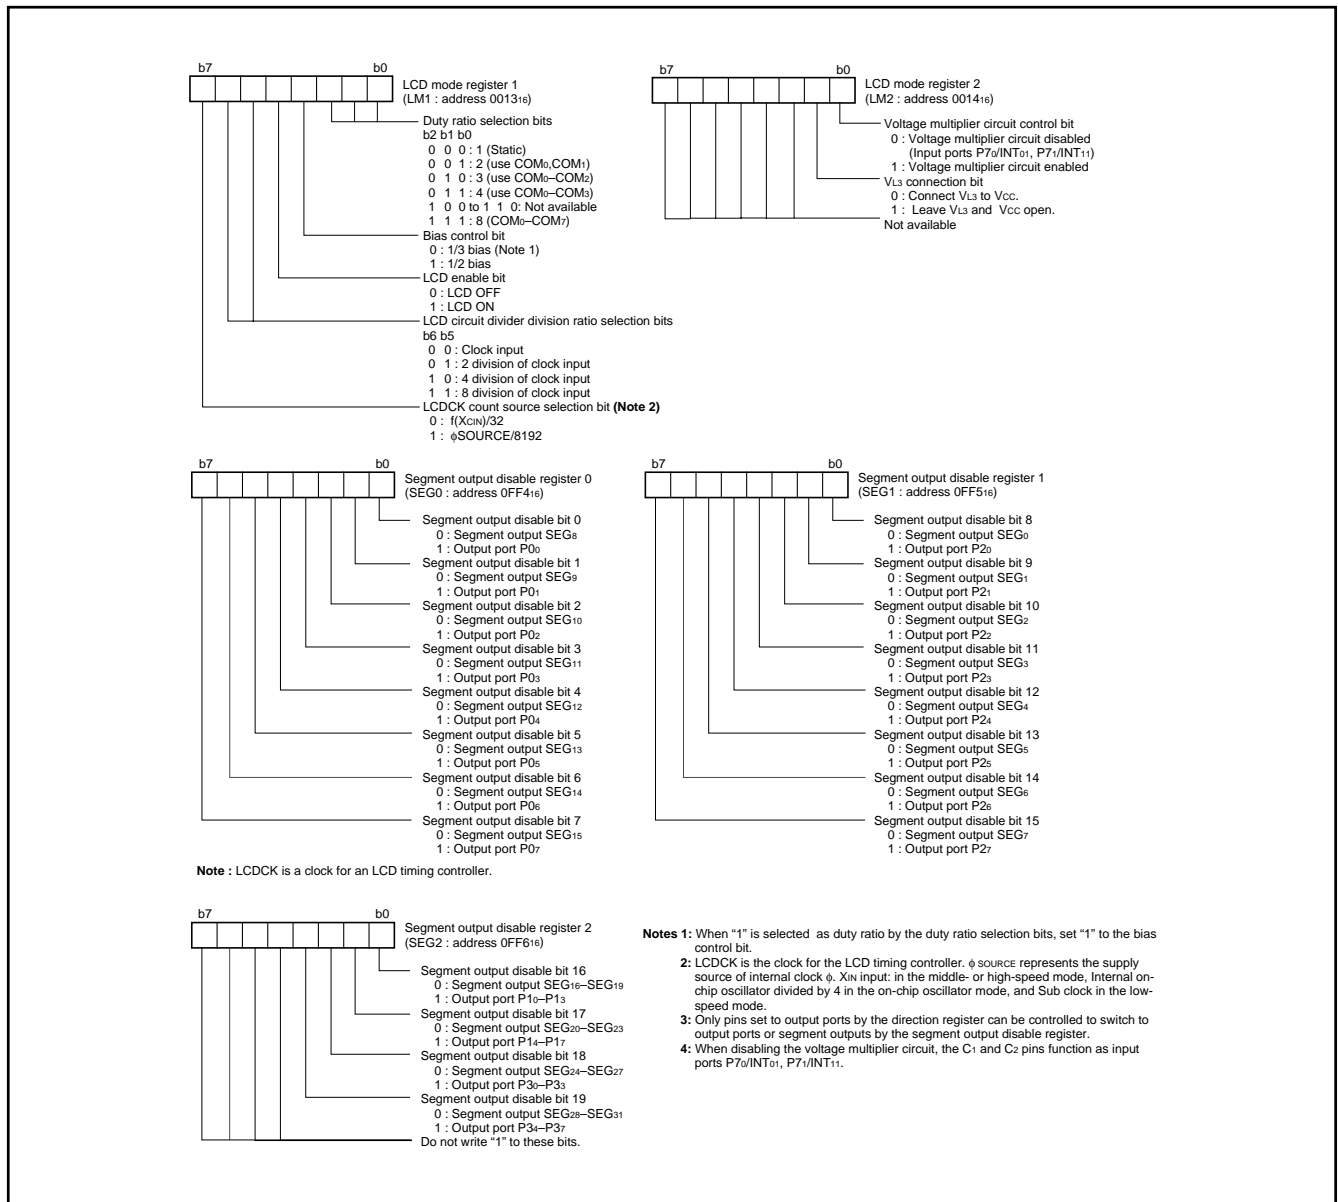 b7 b0
LCD mode register 1
(LM1 : address 0013₁₆)
Duty ratio selection bits
b2 b1 b0
0 0 0 : 1 (Static)
0 0 1 : 2 (use COM₀,COM₁)
0 1 0 : 3 (use COM₀–COM₂)
0 1 1 : 4 (use COM₀–COM₃)
1 0 0 to 1 1 0: Not available
1 1 1 : 8 (COM₀–COM₇)
Bias control bit
0 : 1/3 bias (Note 1)
1 : 1/2 bias
LCD enable bit
0 : LCD OFF
1 : LCD ON
LCD circuit divider division ratio selection bits
b6 b5
0 0 : Clock input
0 1 : 2 division of clock input
1 0 : 4 division of clock input
1 1 : 8 division of clock input
LCDCK count source selection bit (Note 2)
0 : f(XCIN)/32
1 : ϕSOURCE/8192
b7 b0
LCD mode register 2
(LM2 : address 0014₁₆)
Voltage multiplier circuit control bit
0 : Voltage multiplier circuit disabled
(Input ports P7₀/INT₀₁, P7₁/INT₁₁)
1 : Voltage multiplier circuit enabled
VL3 connection bit
0 : Connect VL3 to VCC.
1 : Leave VL3 and VCC open.
Not available
b7 b0
Segment output disable register 0
(SEG0 : address 0FF4₁₆)
Segment output disable bit 0
0 : Segment output SEG₈
1 : Output port P0₀
Segment output disable bit 1
0 : Segment output SEG₉
1 : Output port P0₁
Segment output disable bit 2
0 : Segment output SEG₁₀
1 : Output port P0₂
Segment output disable bit 3
0 : Segment output SEG₁₁
1 : Output port P0₃
Segment output disable bit 4
0 : Segment output SEG₁₂
1 : Output port P0₄
Segment output disable bit 5
0 : Segment output SEG₁₃
1 : Output port P0₅
Segment output disable bit 6
0 : Segment output SEG₁₄
1 : Output port P0₆
Segment output disable bit 7
0 : Segment output SEG₁₅
1 : Output port P0₇
Note : LCDCK is a clock for an LCD timing controller.
b7 b0
Segment output disable register 1
(SEG1 : address 0FF5₁₆)
Segment output disable bit 8
0 : Segment output SEG₀
1 : Output port P2₀
Segment output disable bit 9
0 : Segment output SEG₁
1 : Output port P2₁
Segment output disable bit 10
0 : Segment output SEG₂
1 : Output port P2₂
Segment output disable bit 11
0 : Segment output SEG₃
1 : Output port P2₃
Segment output disable bit 12
0 : Segment output SEG₄
1 : Output port P2₄
Segment output disable bit 13
0 : Segment output SEG₅
1 : Output port P2₅
Segment output disable bit 14
0 : Segment output SEG₆
1 : Output port P2₆
Segment output disable bit 15
0 : Segment output SEG₇
1 : Output port P2₇
b7 b0
Segment output disable register 2
(SEG2 : address 0FF6₁₆)
Segment output disable bit 16
0 : Segment output SEG₁₆–SEG₁₉
1 : Output port P1₀–P1₃
Segment output disable bit 17
0 : Segment output SEG₂₀–SEG₂₃
1 : Output port P1₄–P1₇
Segment output disable bit 18
0 : Segment output SEG₂₄–SEG₂₇
1 : Output port P3₀–P3₃
Segment output disable bit 19
0 : Segment output SEG₂₈–SEG₃₁
1 : Output port P3₄–P3₇
Do not write “1” to these bits.
Notes 1: When “1” is selected as duty ratio by the duty ratio selection bits, set “1” to the bias
control bit.
2: LCDCK is the clock for the LCD timing controller. ϕ SOURCE represents the supply
source of internal clock ϕ. XIN input: in the middle- or high-speed mode, Internal on-
chip oscillator divided by 4 in the on-chip oscillator mode, and Sub clock in the low-
speed mode.
3: Only pins set to output ports by the direction register can be controlled to switch to
output ports or segment outputs by the segment output disable register.
4: When disabling the voltage multiplier circuit, the C₁ and C₂ pins function as input
ports P7₀/INT₀₁, P7₁/INT₁₁.